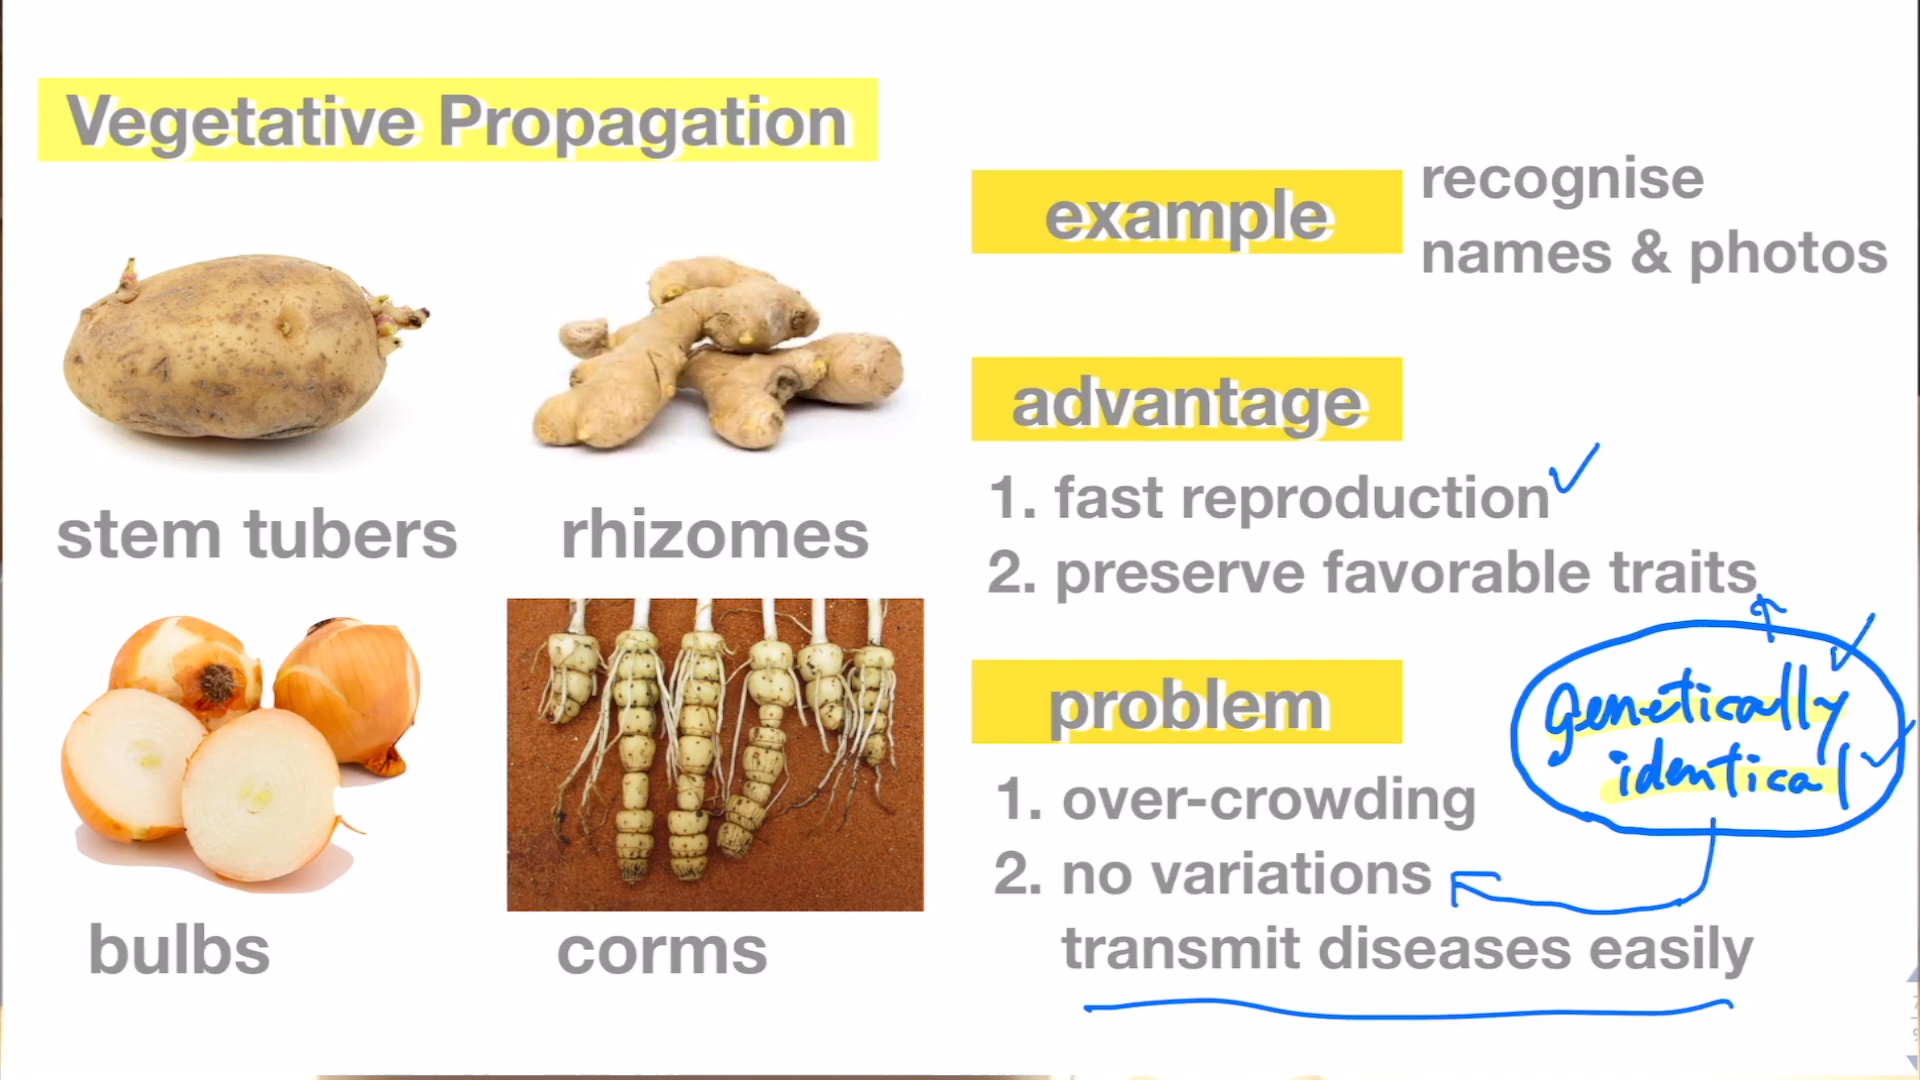 Vegetative Propagation
stem tubers
rhizomes
bulbs
corms
example
recognise
names & photos
advantage
1. fast reproduction
2. preserve favorable traits
problem
1. over-crowding
2. no variations
transmit diseases easily
genetically
identical